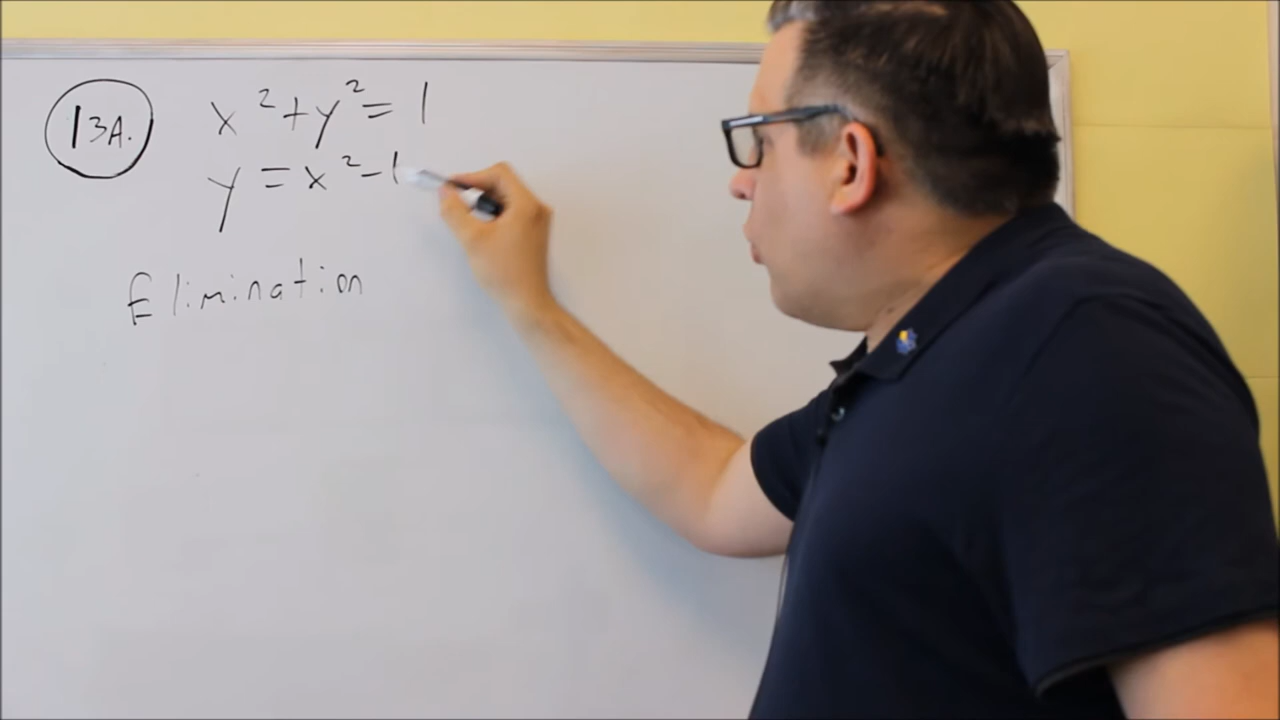 13A.
x²+y²=1
y=x²-1
Elimination